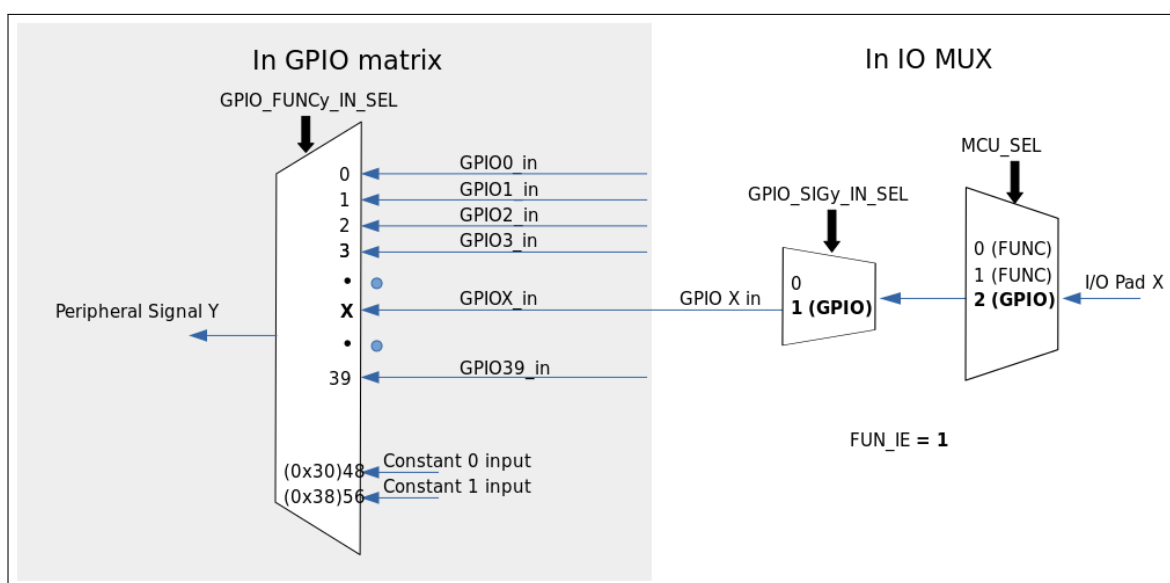 In GPIO matrix
In IO MUX
GPIO_FUNCy_IN_SEL
MCU_SEL
GPIO_SIGy_IN_SEL
0
GPIO0_in
1
GPIO1_in
2
GPIO2_in
3
GPIO3_in
X
GPIOX_in
39
GPIO39_in
(0x30)48
Constant 0 input
(0x38)56
Constant 1 input
Peripheral Signal Y
GPIO X in
0
1 (GPIO)
0 (FUNC)
1 (FUNC)
2 (GPIO)
I/O Pad X
FUN_IE = 1